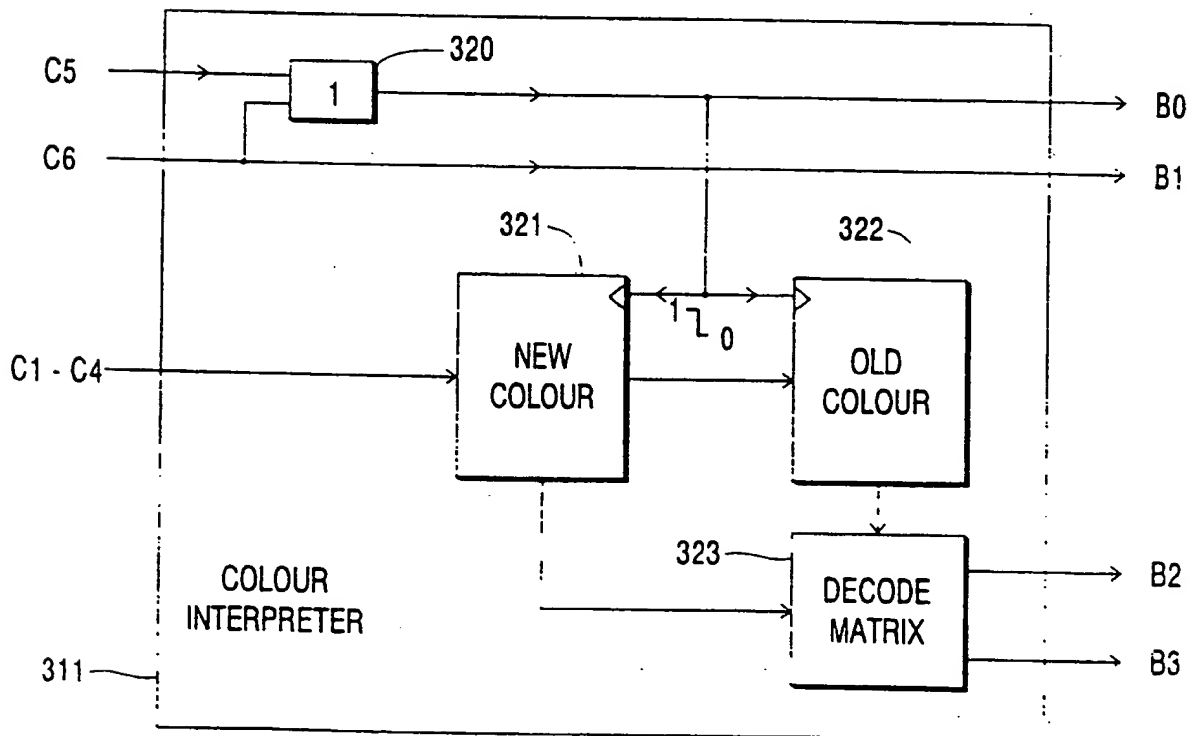 320
C5
1
B0
C6
B1
321
322
1
0
NEW
COLOUR
OLD
COLOUR
C1 - C4
323
DECODE
MATRIX
B2
B3
COLOUR
INTERPRETER
311